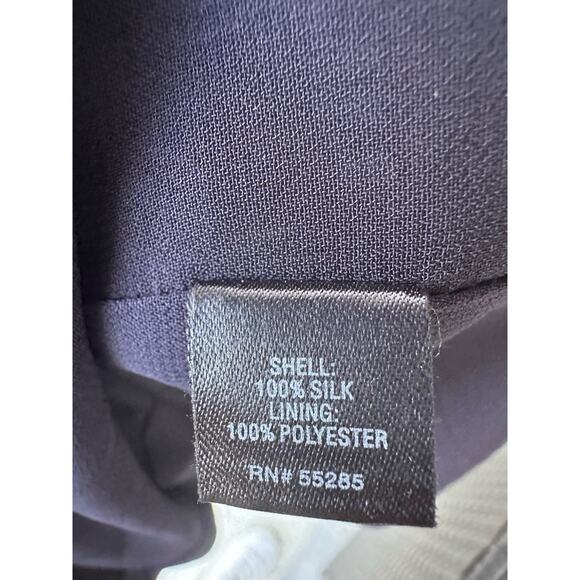 SHELL:
100% SILK
LINING:
100% POLYESTER
RN# 55285